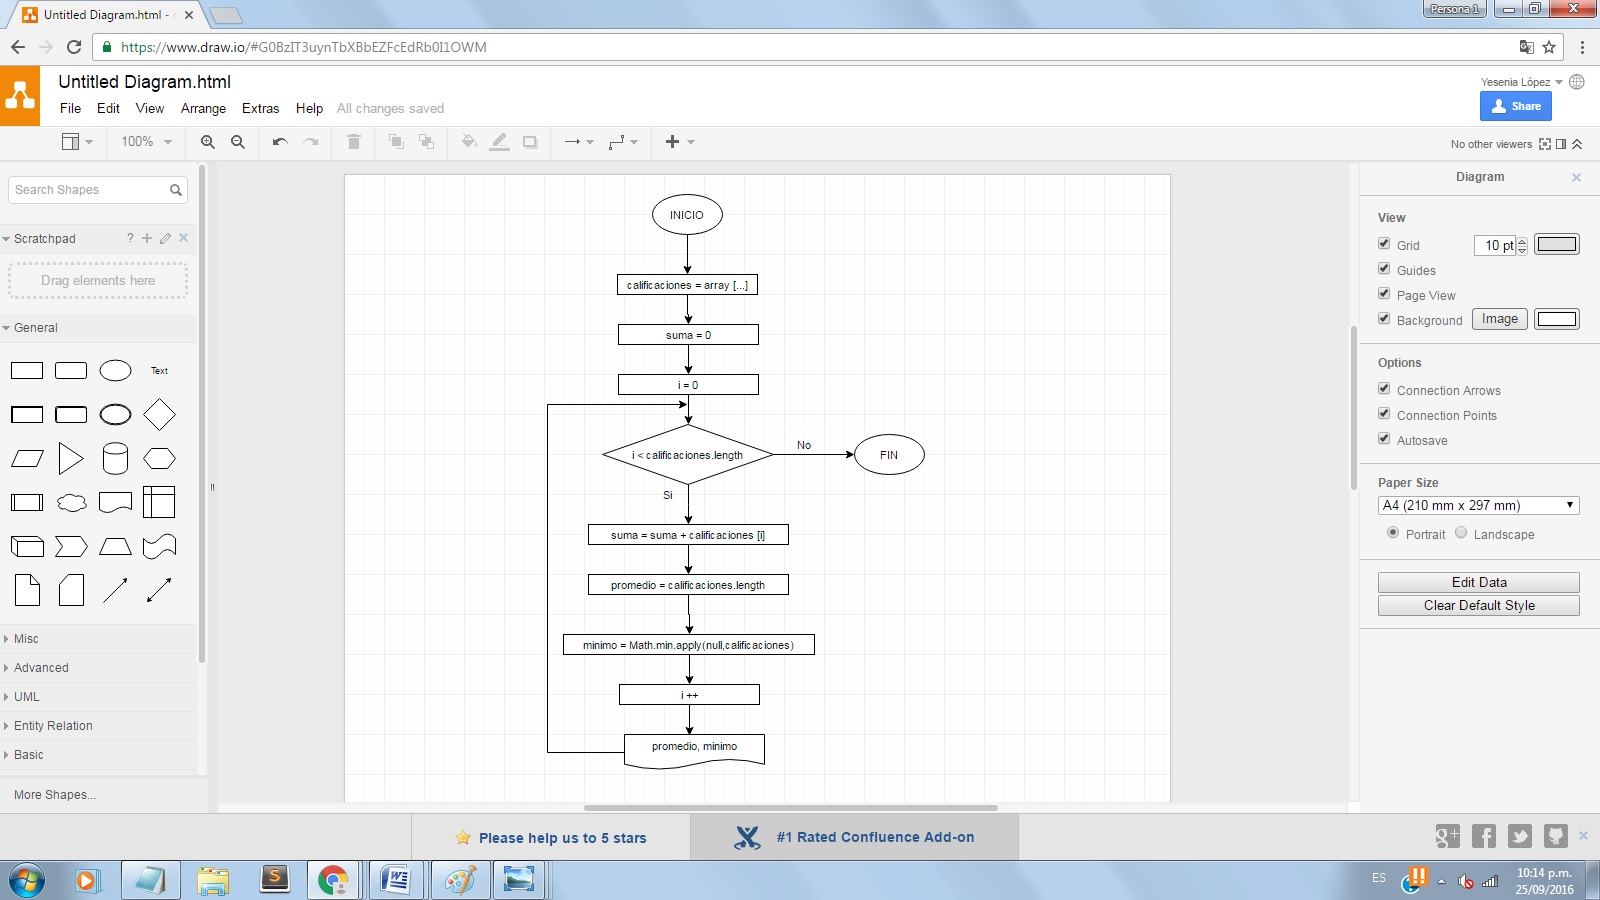 Untitled Diagram.html -
Persona 1
https://www.draw.io/#G0BzIT3uynTbXBbEZFcEdRb0I1OWM
Untitled Diagram.html
Yesenia López
File Edit View Arrange Extras Help All changes saved
Share
100%
No other viewers
Search Shapes
Scratchpad
?
Drag elements here
General
Text
Misc
Advanced
UML
Entity Relation
Basic
More Shapes...
INICIO
calificaciones = array [...]
suma = 0
i = 0
i < calificaciones.length
No
FIN
Si
suma = suma + calificaciones [i]
promedio = calificaciones.length
minimo = Math.min.apply(null,calificaciones)
i ++
promedio, minimo
Diagram
View
Grid
10 pt
Guides
Page View
Background
Image
Options
Connection Arrows
Connection Points
Autosave
Paper Size
A4 (210 mm x 297 mm)
Portrait
Landscape
Edit Data
Clear Default Style
Please help us to 5 stars
#1 Rated Confluence Add-on
g+
ES
10:14 p.m.
25/09/2016